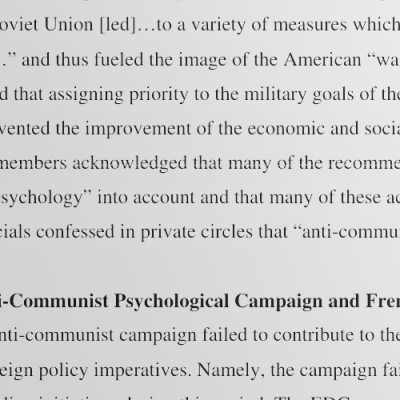 oviet Union [led]…to a variety of measures which
.” and thus fueled the image of the American “wa
d that assigning priority to the military goals of the
vented the improvement of the economic and socia
members acknowledged that many of the recomme
sychology” into account and that many of these ac
cials confessed in private circles that “anti-commu
i-Communist Psychological Campaign and Fren
nti-communist campaign failed to contribute to the
eign policy imperatives. Namely, the campaign fai